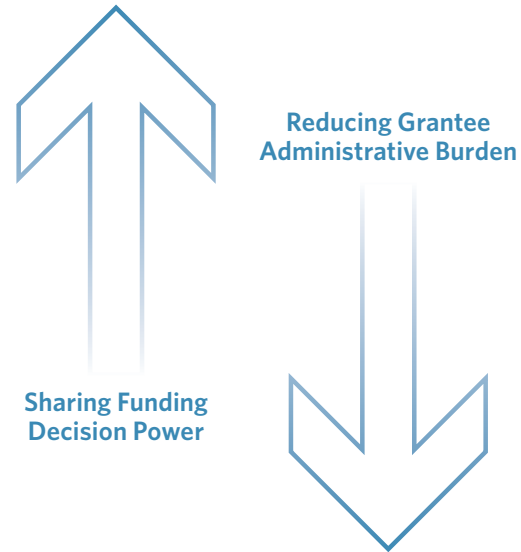 Reducing Grantee
Administrative Burden
Sharing Funding
Decision Power